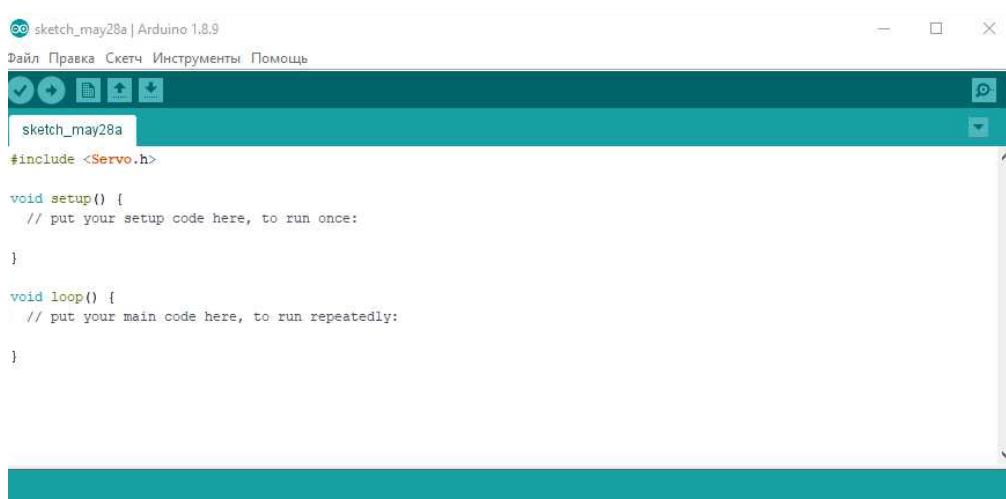 sketch_may28a | Arduino 1.8.9
Файл Правка Скетч Инструменты Помощь
sketch_may28a
#include <Servo.h>
void setup() {
  // put your setup code here, to run once:
}
void loop() {
  // put your main code here, to run repeatedly:
}